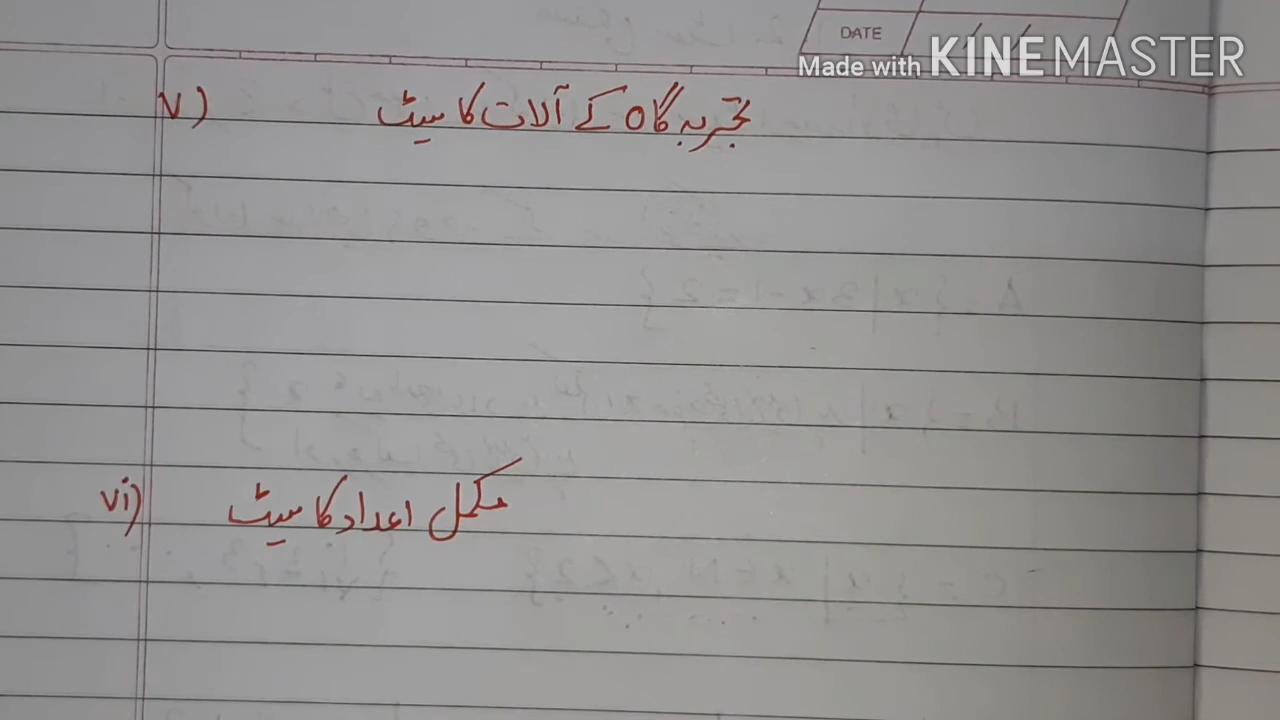 DATE
Made with KINEMASTER
v) تجربہ گاہ کے آلات کا سیٹ
vi) مکمل اعداد کا سیٹ